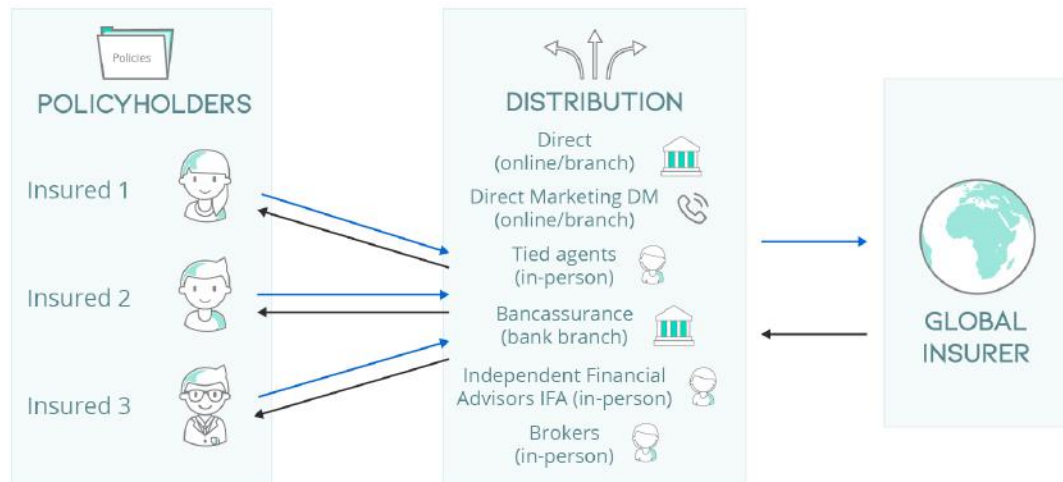 Policies
POLICYHOLDERS
Insured 1
Insured 2
Insured 3
DISTRIBUTION
Direct
(online/branch)
Direct Marketing DM
(online/branch)
Tied agents
(in-person)
Bancassurance
(bank branch)
Independent Financial
Advisors IFA (in-person)
Brokers
(in-person)
GLOBAL
INSURER